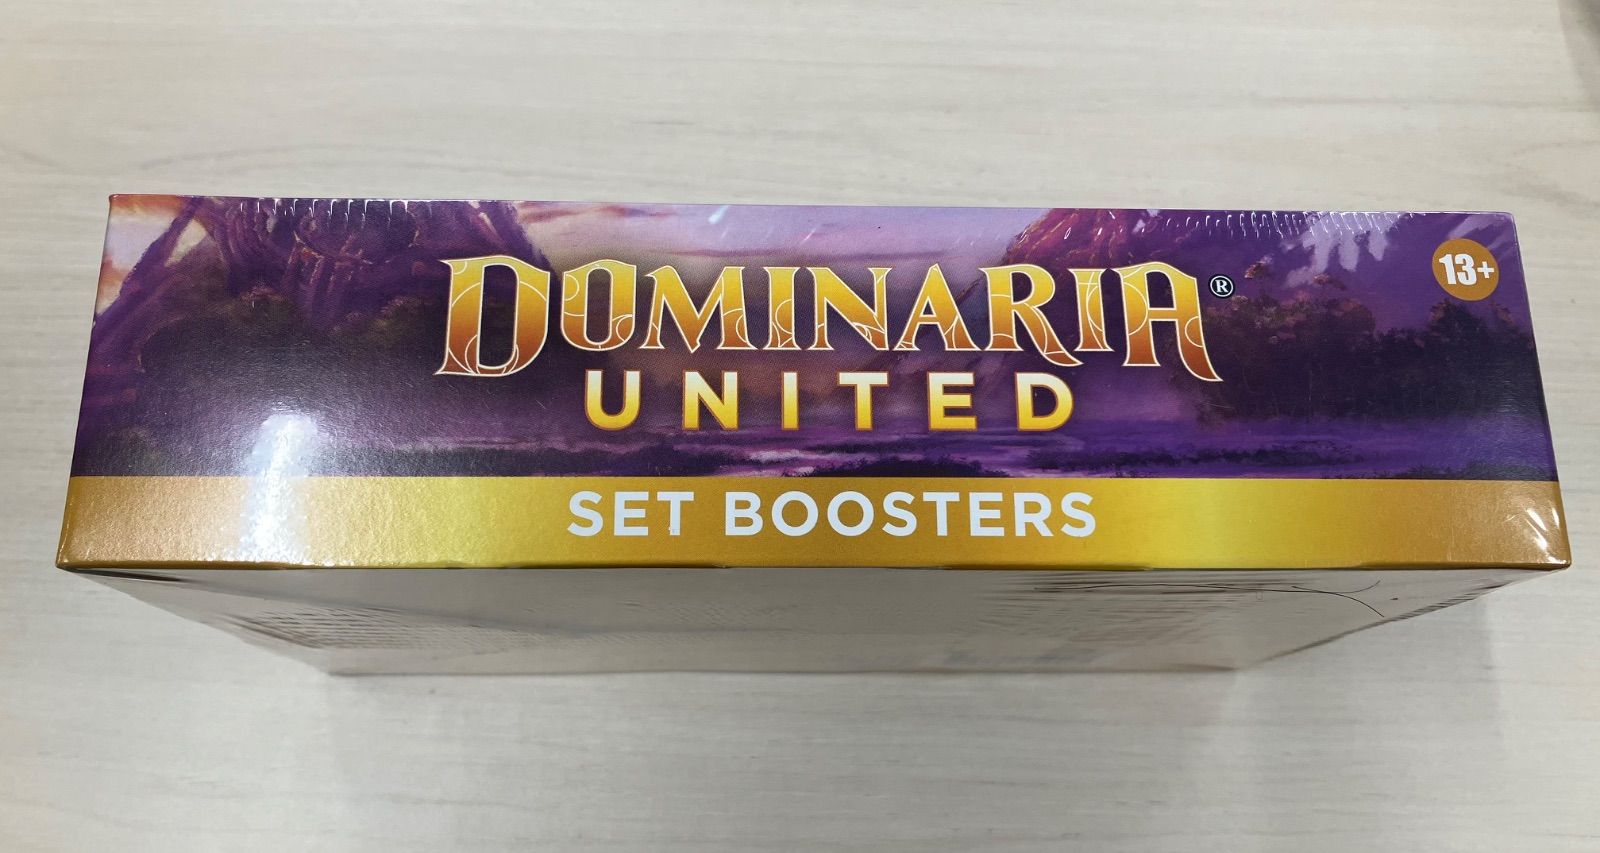 DOMINARIA®
13+
UNITED
SET BOOSTERS